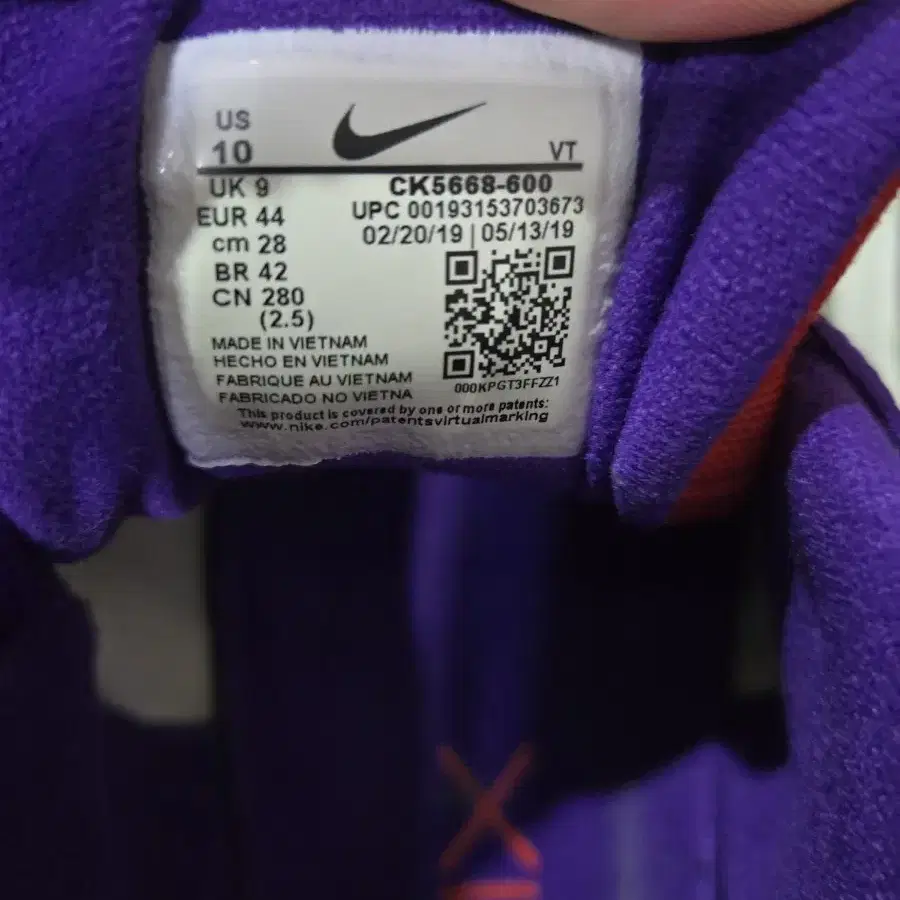 US
10
VT
UK 9
EUR 44
cm 28
BR 42
CN 280
(2.5)
CK5668-600
UPC 00193153703673
02/20/19 | 05/13/19
000KPGT3FFZZ1
MADE IN VIETNAM
HECHO EN VIETNAM
FABRIQUE AU VIETNAM
FABRICADO NO VIETNA
This product is covered by one or more patents:
www.nike.com/patentsvirtualmarking
X